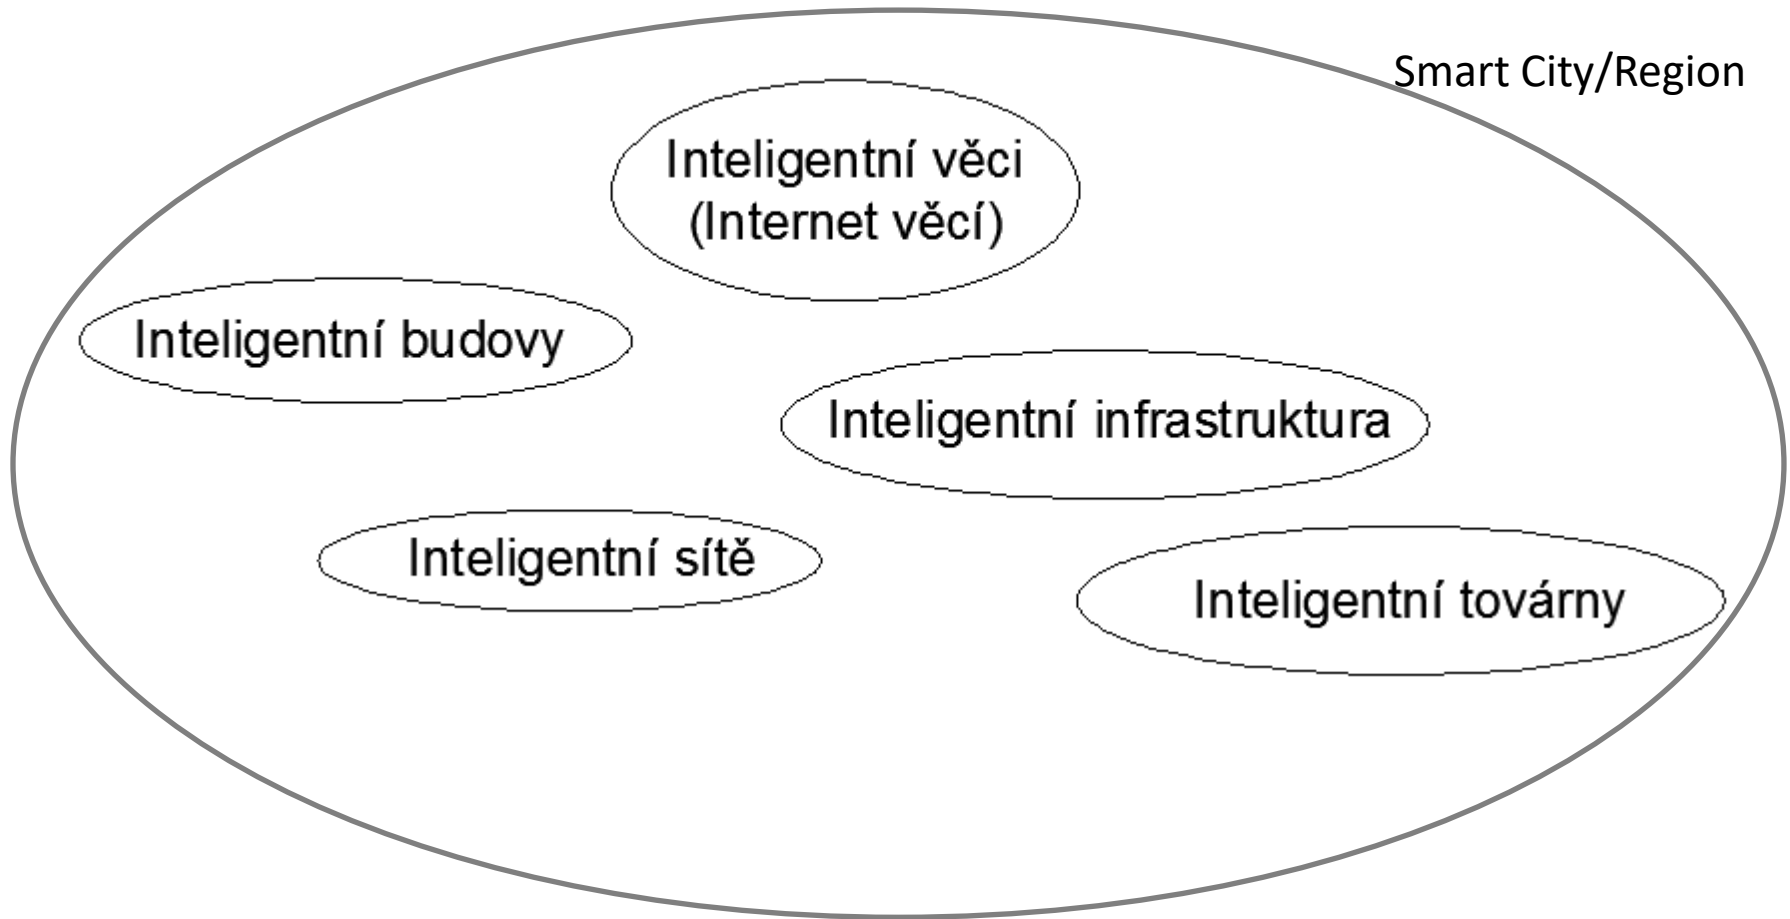 Smart City/Region
Inteligentní věci
(Internet věcí)
Inteligentní budovy
Inteligentní infrastruktura
Inteligentní sítě
Inteligentní továrny